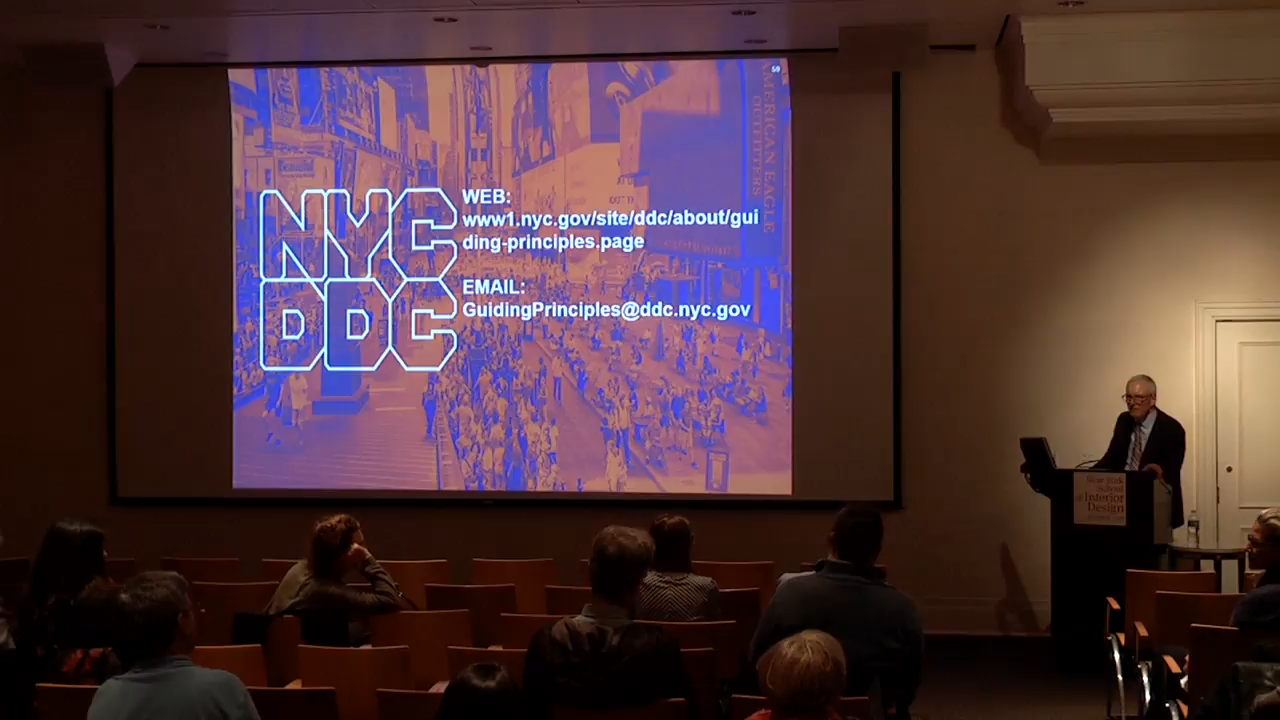 59
AMERICAN EAGLE
OUTFITTERS
NYC
DDC
WEB:
www1.nyc.gov/site/ddc/about/gui
ding-principles.page
EMAIL:
GuidingPrinciples@ddc.nyc.gov
New York
School
of Interior
Design